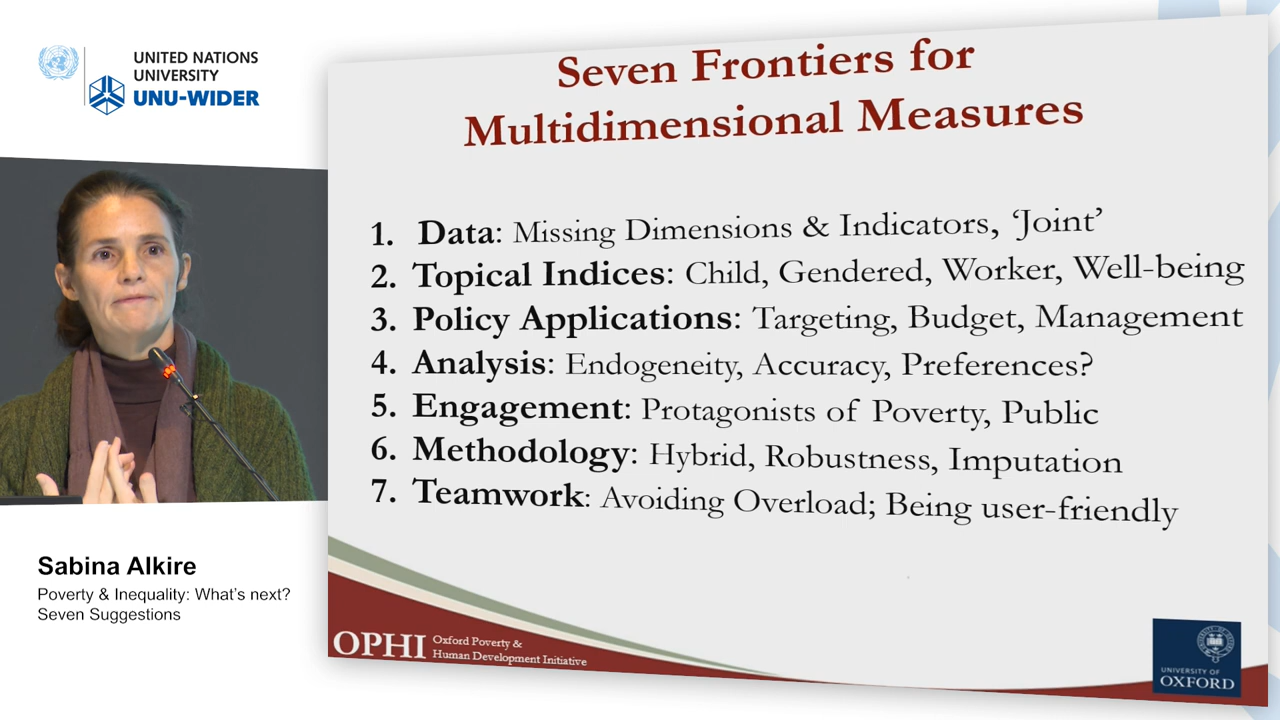 UNITED NATIONS
UNIVERSITY
UNU-WIDER
Seven Frontiers for
Multidimensional Measures
1. Data: Missing Dimensions & Indicators, ‘Joint’
2. Topical Indices: Child, Gendered, Worker, Well-being
3. Policy Applications: Targeting, Budget, Management
4. Analysis: Endogeneity, Accuracy, Preferences?
5. Engagement: Protagonists of Poverty, Public
6. Methodology: Hybrid, Robustness, Imputation
7. Teamwork: Avoiding Overload; Being user-friendly
Sabina Alkire
Poverty & Inequality: What’s next?
Seven Suggestions
OPHI
Oxford Poverty &
Human Development Initiative
UNIVERSITY OF
OXFORD